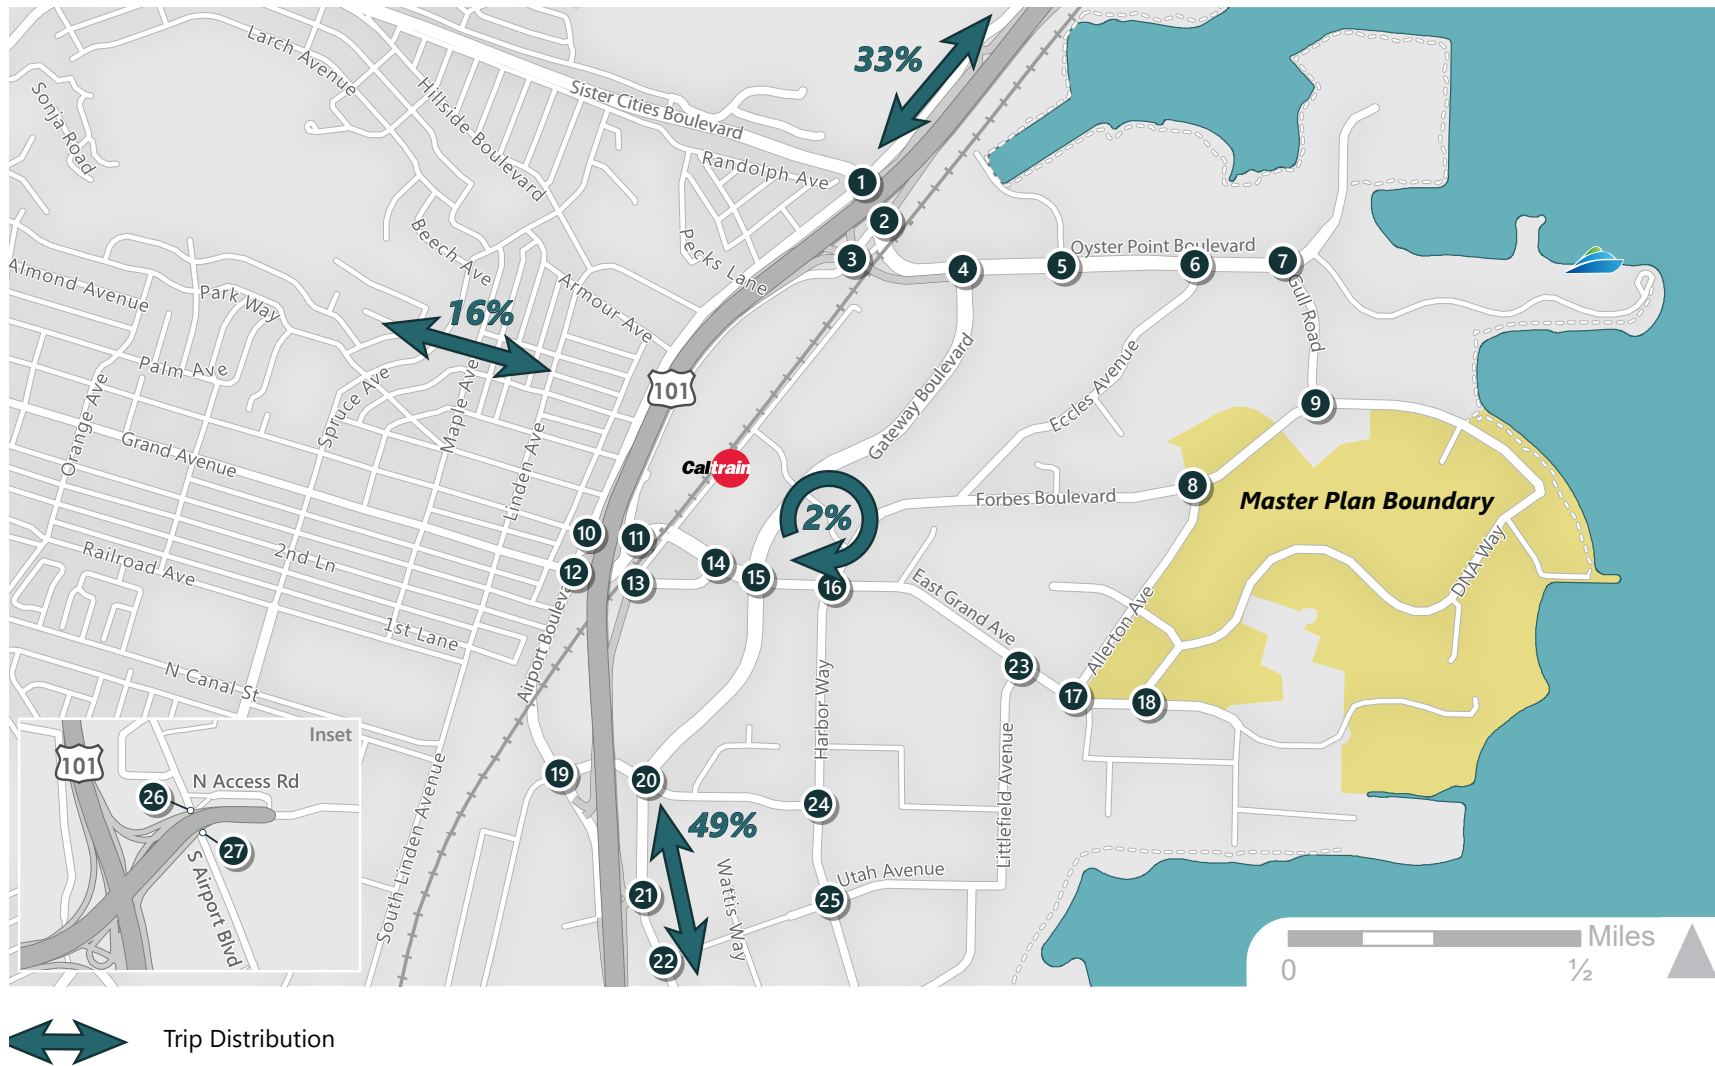 33%
Larch Avenue
Hillside Boulevard
Sister Cities Boulevard
Sonja Road
Randolph Ave
1
2
3
4
5
6
7
Oyster Point Boulevard
Pecks Lane
Beech Ave
Almond Avenue
Park Way
Armour Ave
16%
Gull Road
Palm Ave
Orange Ave
Spruce Ave
Maple Ave
Linden Ave
Grand Avenue
101
Gateway Boulevard
Eccles Avenue
9
Caltrain
8
Forbes Boulevard
Master Plan Boundary
2%
10
11
12
13
14
15
16
2nd Ln
Railroad Ave
1st Lane
N Canal St
Airport Bouleva
East Grand Ave
Allerton Ave
DNA Way
23
17
18
Harbor Way
Littlefield Avenue
Inset
101
N Access Rd
26
27
S Airport Blvd
South Linden Avenue
19
20
24
49%
Wattis Way
Utah Avenue
21
25
22
Miles
0
½
Trip Distribution